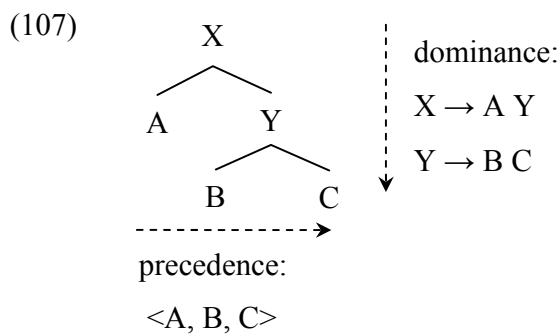 (107)
X
dominance:
A Y
X → A Y
Y → B C
B C
precedence:
<A, B, C>